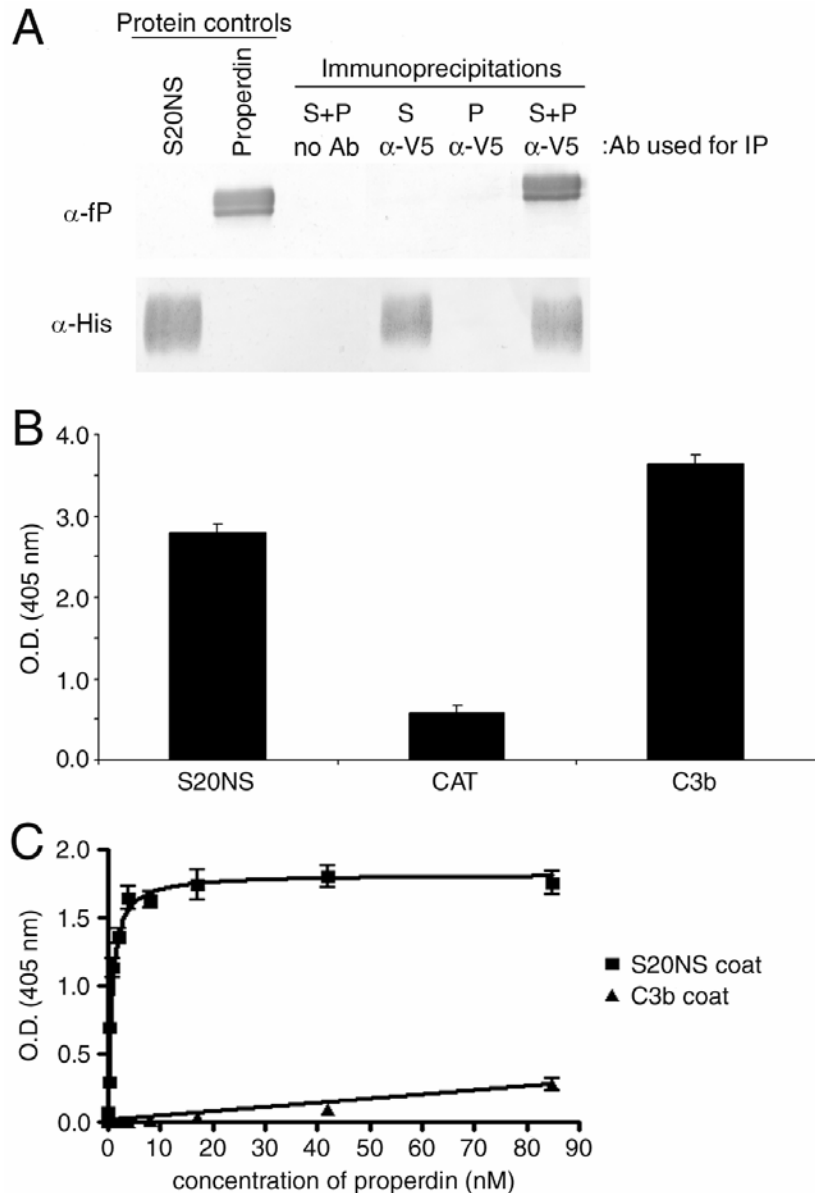 A
Protein controls
S20NS
Properdin
Immunoprecipitations
S+P S P S+P
no Ab α-V5 α-V5 α-V5 :Ab used for IP
α-fP
α-His
B
O.D. (405 nm)
4.0
3.0
2.0
1.0
0.0
S20NS CAT C3b
C
O.D. (405 nm)
2.0
1.5
1.0
0.5
0.0
0 10 20 30 40 50 60 70 80 90
concentration of properdin (nM)
S20NS coat
C3b coat